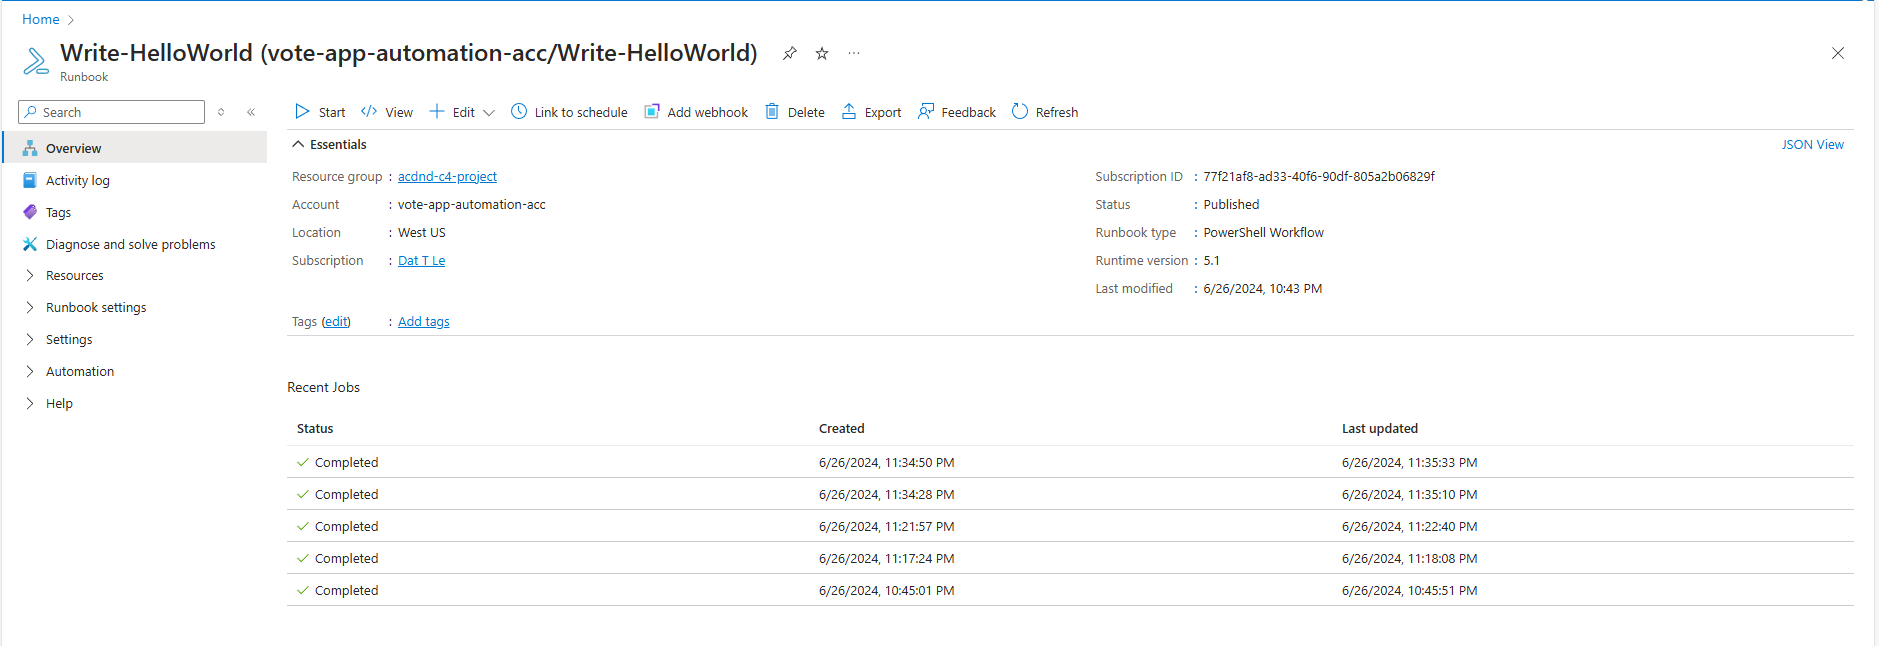 Home
Write-HelloWorld (vote-app-automation-acc/Write-HelloWorld)
Runbook
Search
Overview
Activity log
Tags
Diagnose and solve problems
Resources
Runbook settings
Settings
Automation
Help
Start View Edit Link to schedule Add webhook Delete Export Feedback Refresh
Essentials JSON View
Resource group : acdnd-c4-project
Account : vote-app-automation-acc
Location : West US
Subscription : Dat T Le
Subscription ID : 77f21af8-ad33-40f6-90df-805a2b06829f
Status : Published
Runbook type : PowerShell Workflow
Runtime version : 5.1
Last modified : 6/26/2024, 10:43 PM
Tags (edit) : Add tags
Recent Jobs
Status Created Last updated
Completed 6/26/2024, 11:34:50 PM 6/26/2024, 11:35:33 PM
Completed 6/26/2024, 11:34:28 PM 6/26/2024, 11:35:10 PM
Completed 6/26/2024, 11:21:57 PM 6/26/2024, 11:22:40 PM
Completed 6/26/2024, 11:17:24 PM 6/26/2024, 11:18:08 PM
Completed 6/26/2024, 10:45:01 PM 6/26/2024, 10:45:51 PM